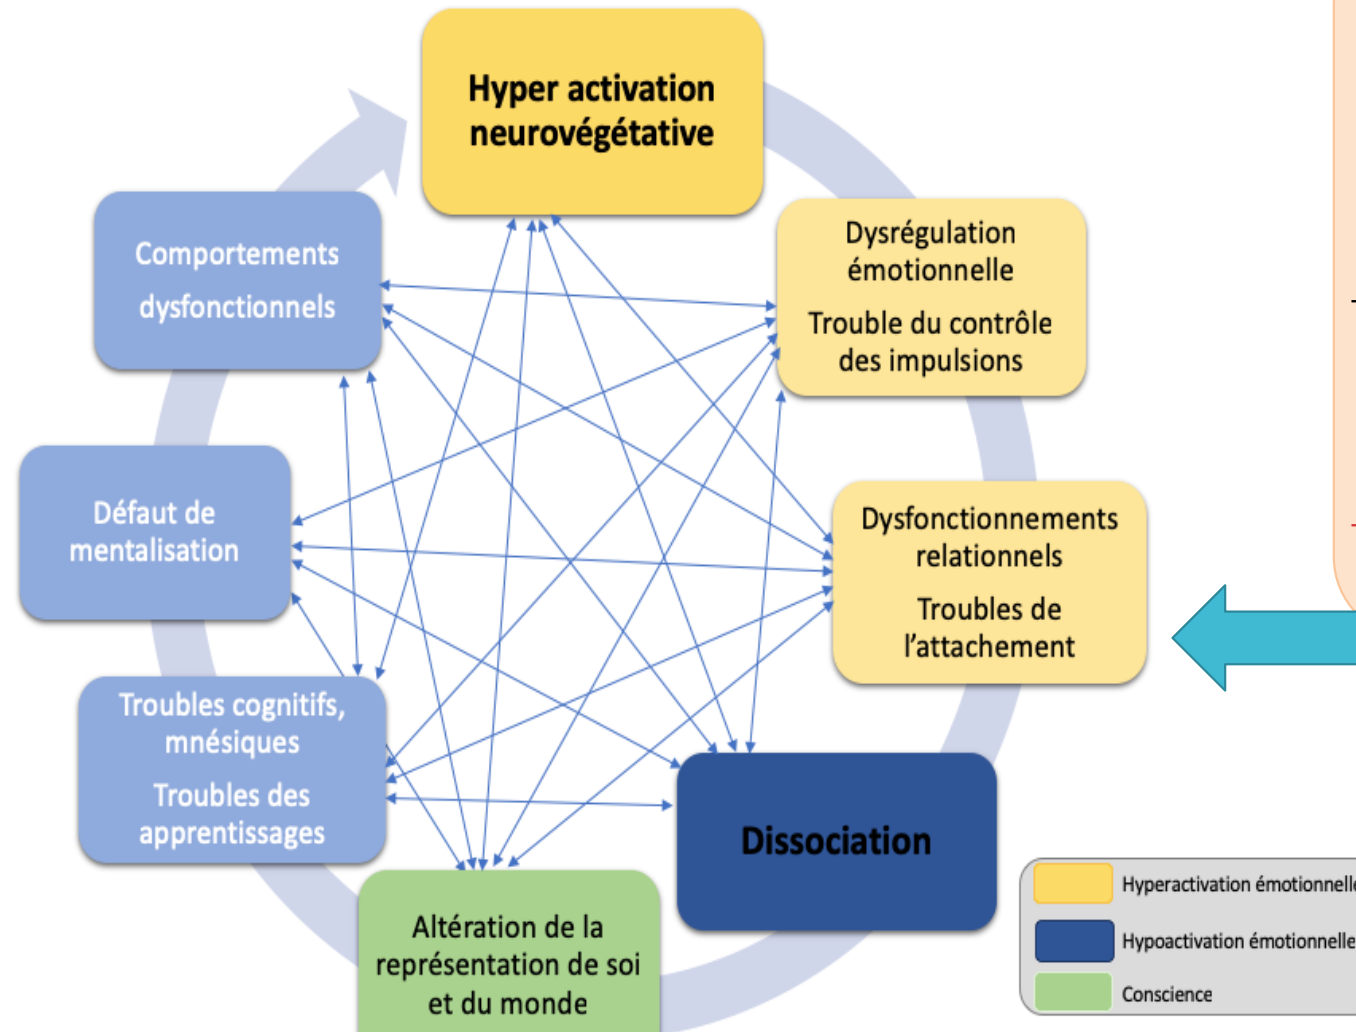 Hyper activation
neurovégétative
Dysrégulation
émotionnelle
Trouble du contrôle
des impulsions
Dysfonctionnements
relationnels
Troubles de
l’attachement
Dissociation
Altération de la
représentation de soi
et du monde
Troubles cognitifs,
mnésiques
Troubles des
apprentissages
Défaut de
mentalisation
Comportements
dysfonctionnels
Hyperactivation émotionnelle
Hypoactivation émotionnelle
Conscience